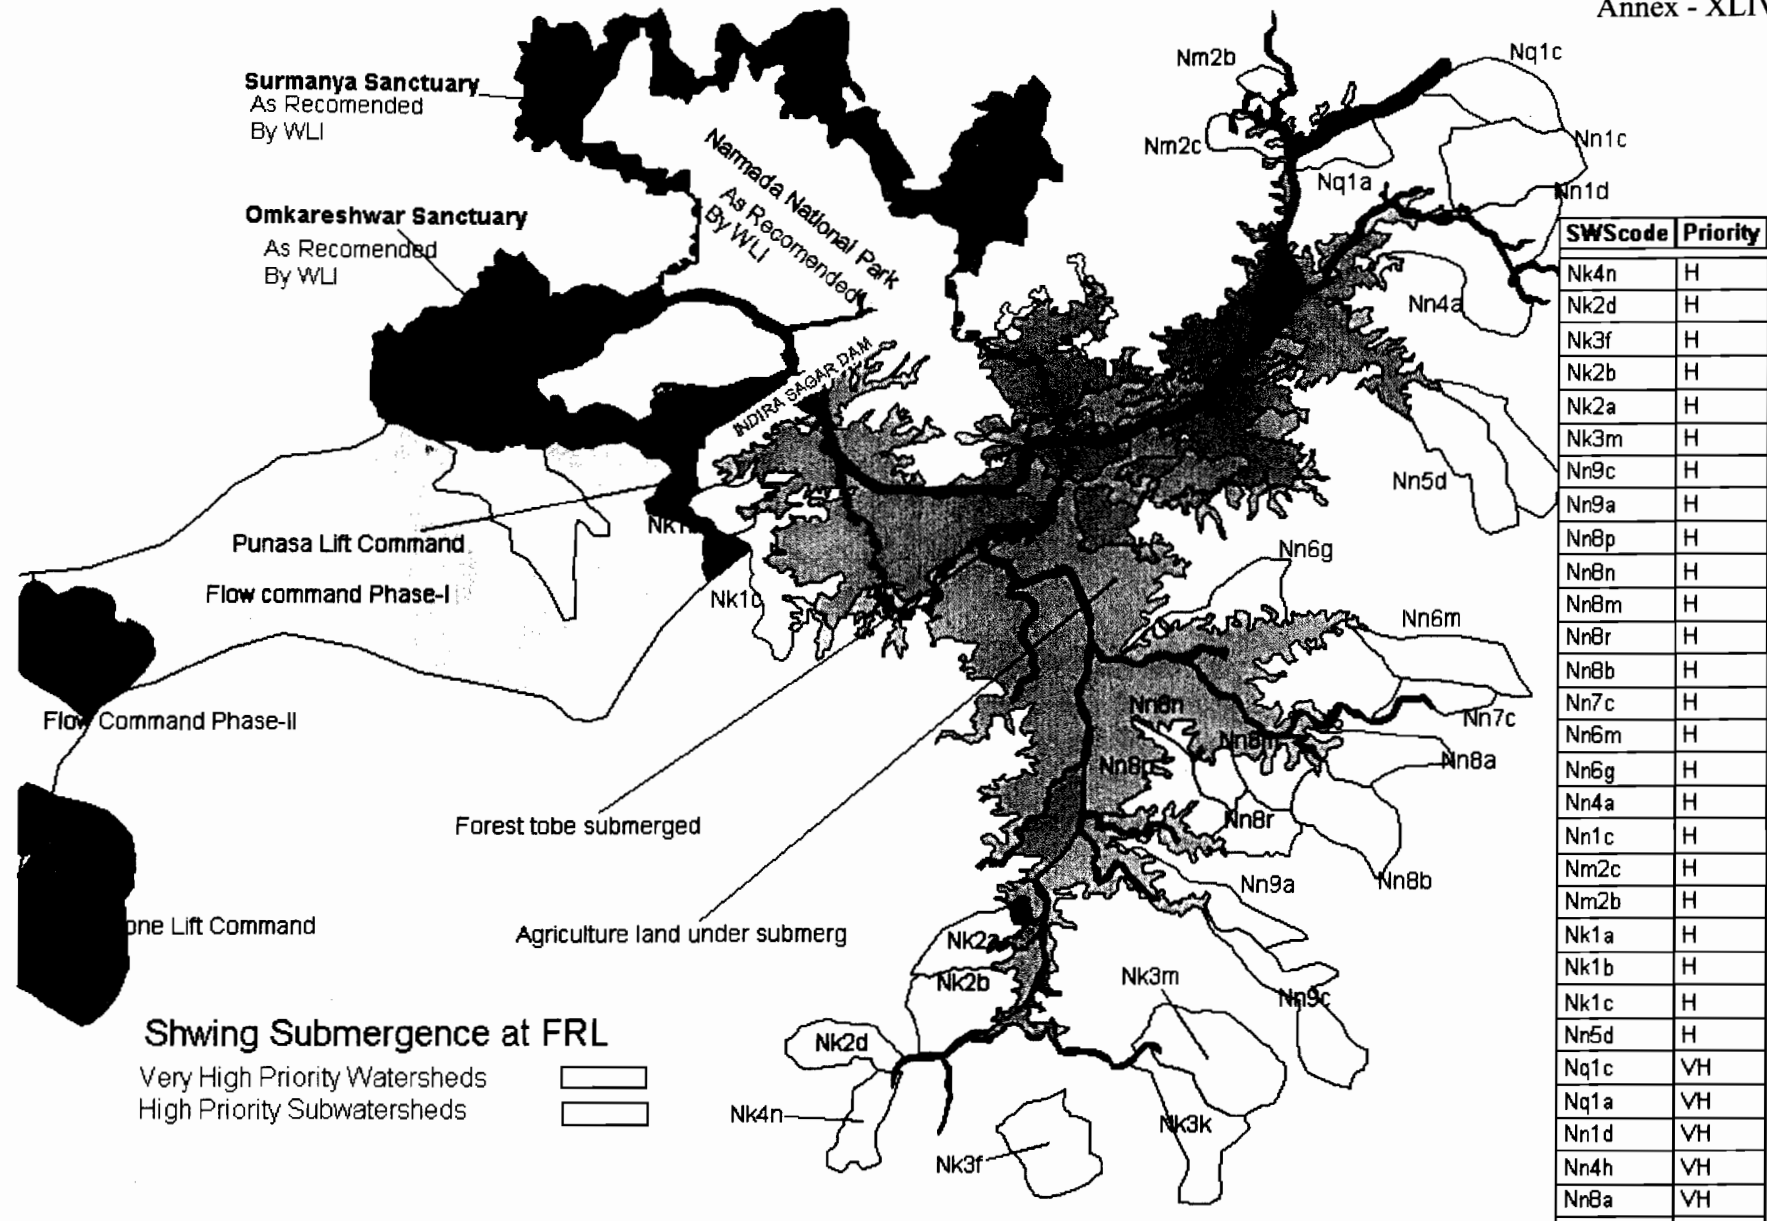 Annex - XLIV
Surmanya Sanctuary
As Recomended
By WLI
Omkareshwar Sanctuary
As Recomended
By WLI
Narmada National Park
As Recomended
By WLI
INDIRA SAGAR DAM
Nm2b
Nq1c
Nm2c
Nq1a
Nn1c
Nn1d
Nn4a
Nn5d
Punasa Lift Command
Flow command Phase-I
Flow Command Phase-II
one Lift Command
Nk1c
Nn6g
Nn6m
Nn7c
Nn8n
Nn8m
Nn8p
Nn8a
Nn8r
Nn8b
Nn9a
Nn9c
Forest tobe submerged
Agriculture land under submerg
Nk2a
Nk2b
Nk3m
Nk2d
Nk4n
Nk3f
Nk3k
Shwing Submergence at FRL
Very High Priority Watersheds
High Priority Subwatersheds
SWScode Priority
Nk4n H
Nk2d H
Nk3f H
Nk2b H
Nk2a H
Nk3m H
Nn9c H
Nn9a H
Nn8p H
Nn8n H
Nn8m H
Nn8r H
Nn8b H
Nn7c H
Nn6m H
Nn6g H
Nn4a H
Nn1c H
Nm2c H
Nm2b H
Nk1a H
Nk1b H
Nk1c H
Nn5d H
Nq1c VH
Nq1a VH
Nn1d VH
Nn4h VH
Nn8a VH